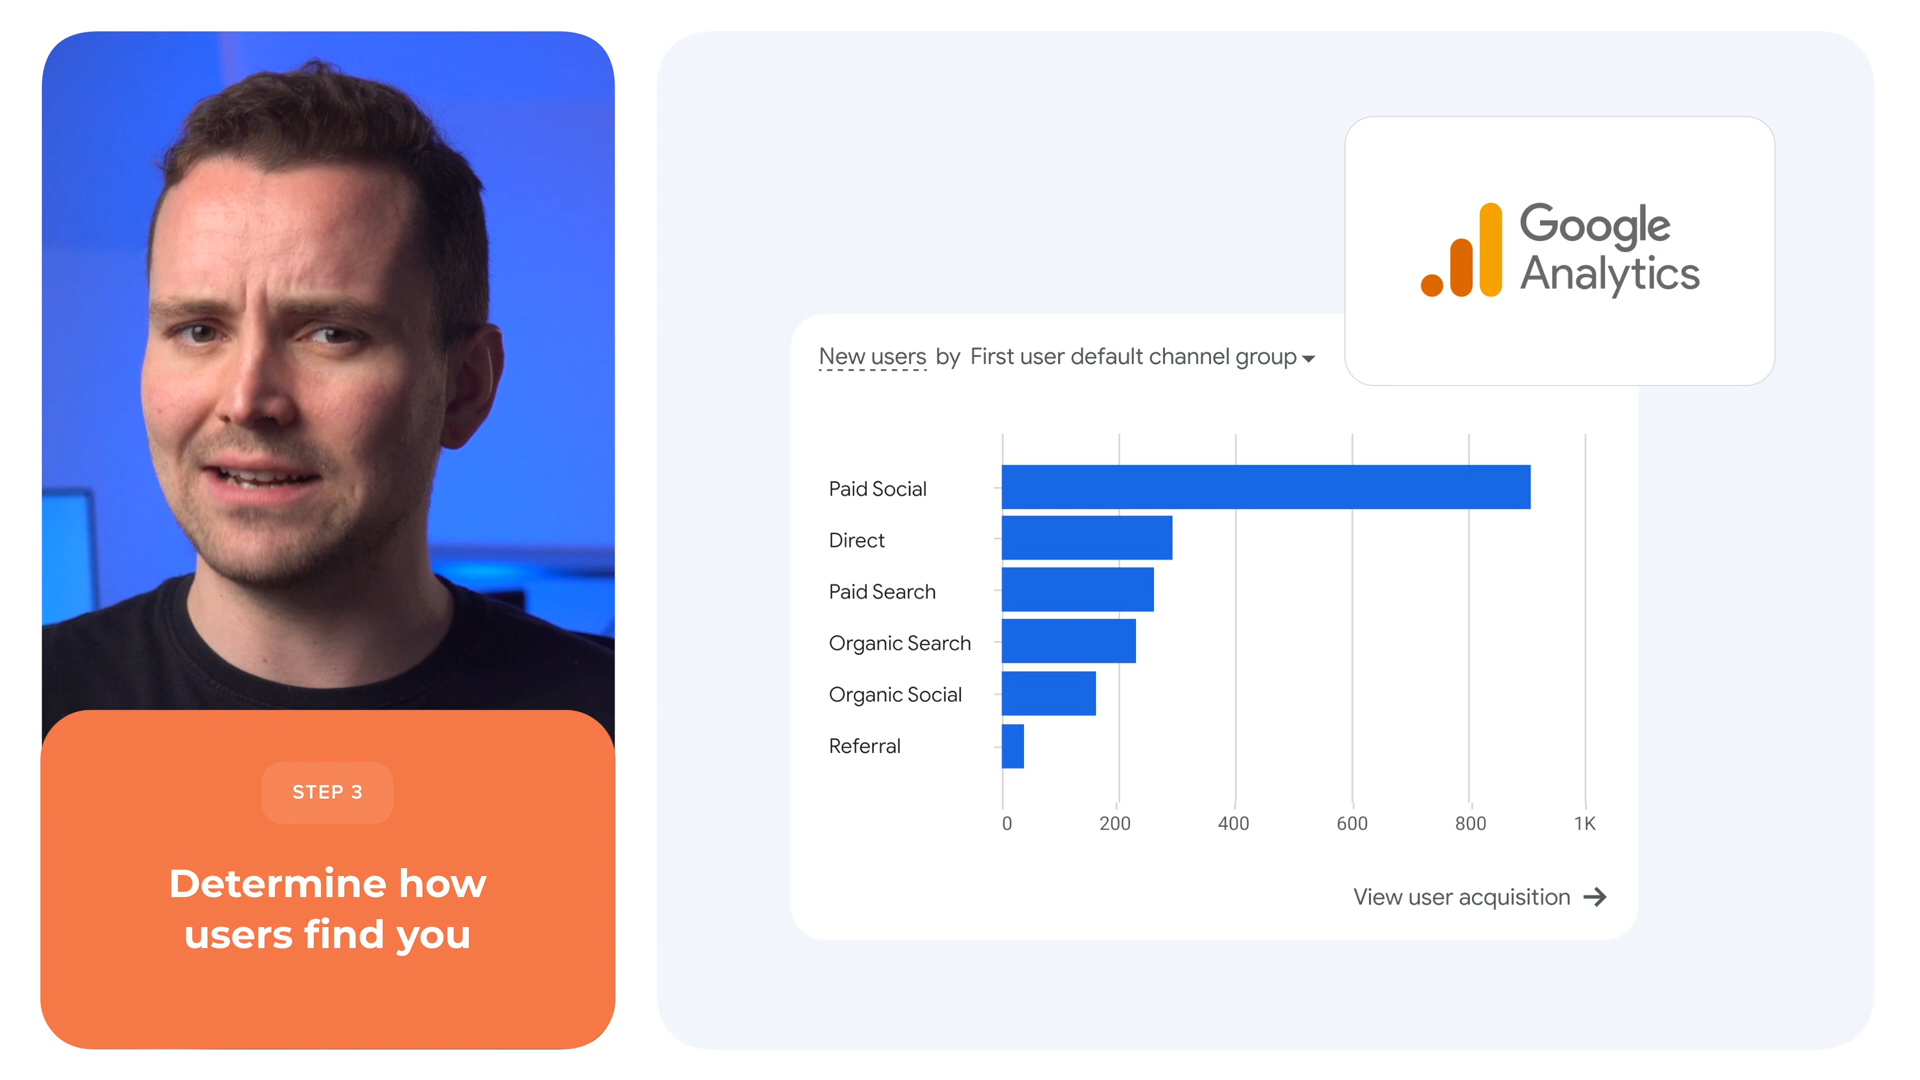 STEP 3
Determine how
users find you
Google
Analytics
New users by First user default channel group
Paid Social
Direct
Paid Search
Organic Search
Organic Social
Referral
0 200 400 600 800 1K
View user acquisition